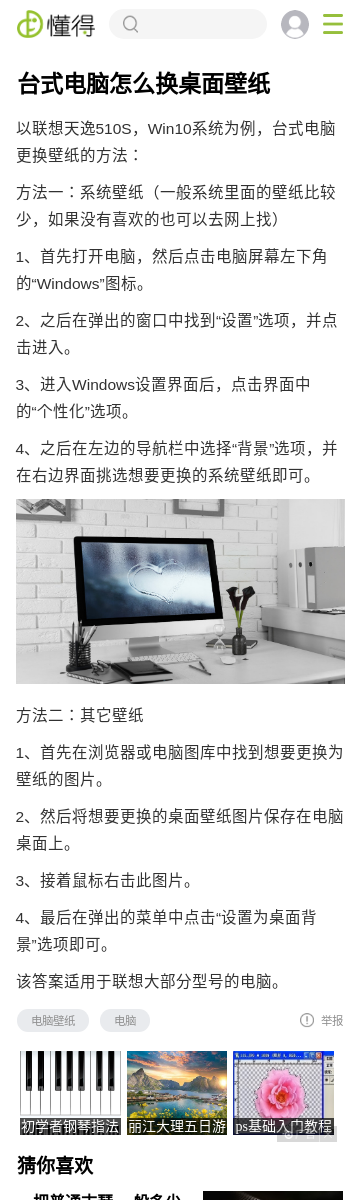 懂得
台式电脑怎么换桌面壁纸
以联想天逸510S，Win10系统为例，台式电脑
更换壁纸的方法：
方法一：系统壁纸（一般系统里面的壁纸比较
少，如果没有喜欢的也可以去网上找）
1、首先打开电脑，然后点击电脑屏幕左下角
的“Windows”图标。
2、之后在弹出的窗口中找到“设置”选项，并点
击进入。
3、进入Windows设置界面后，点击界面中
的“个性化”选项。
4、之后在左边的导航栏中选择“背景”选项，并
在右边界面挑选想要更换的系统壁纸即可。
方法二：其它壁纸
1、首先在浏览器或电脑图库中找到想要更换为
壁纸的图片。
2、然后将想要更换的桌面壁纸图片保存在电脑
桌面上。
3、接着鼠标右击此图片。
4、最后在弹出的菜单中点击“设置为桌面背
景”选项即可。
该答案适用于联想大部分型号的电脑。
电脑壁纸 电脑 举报
初学者钢琴指法 丽江大理五日游 ps基础入门教程
猜你喜欢